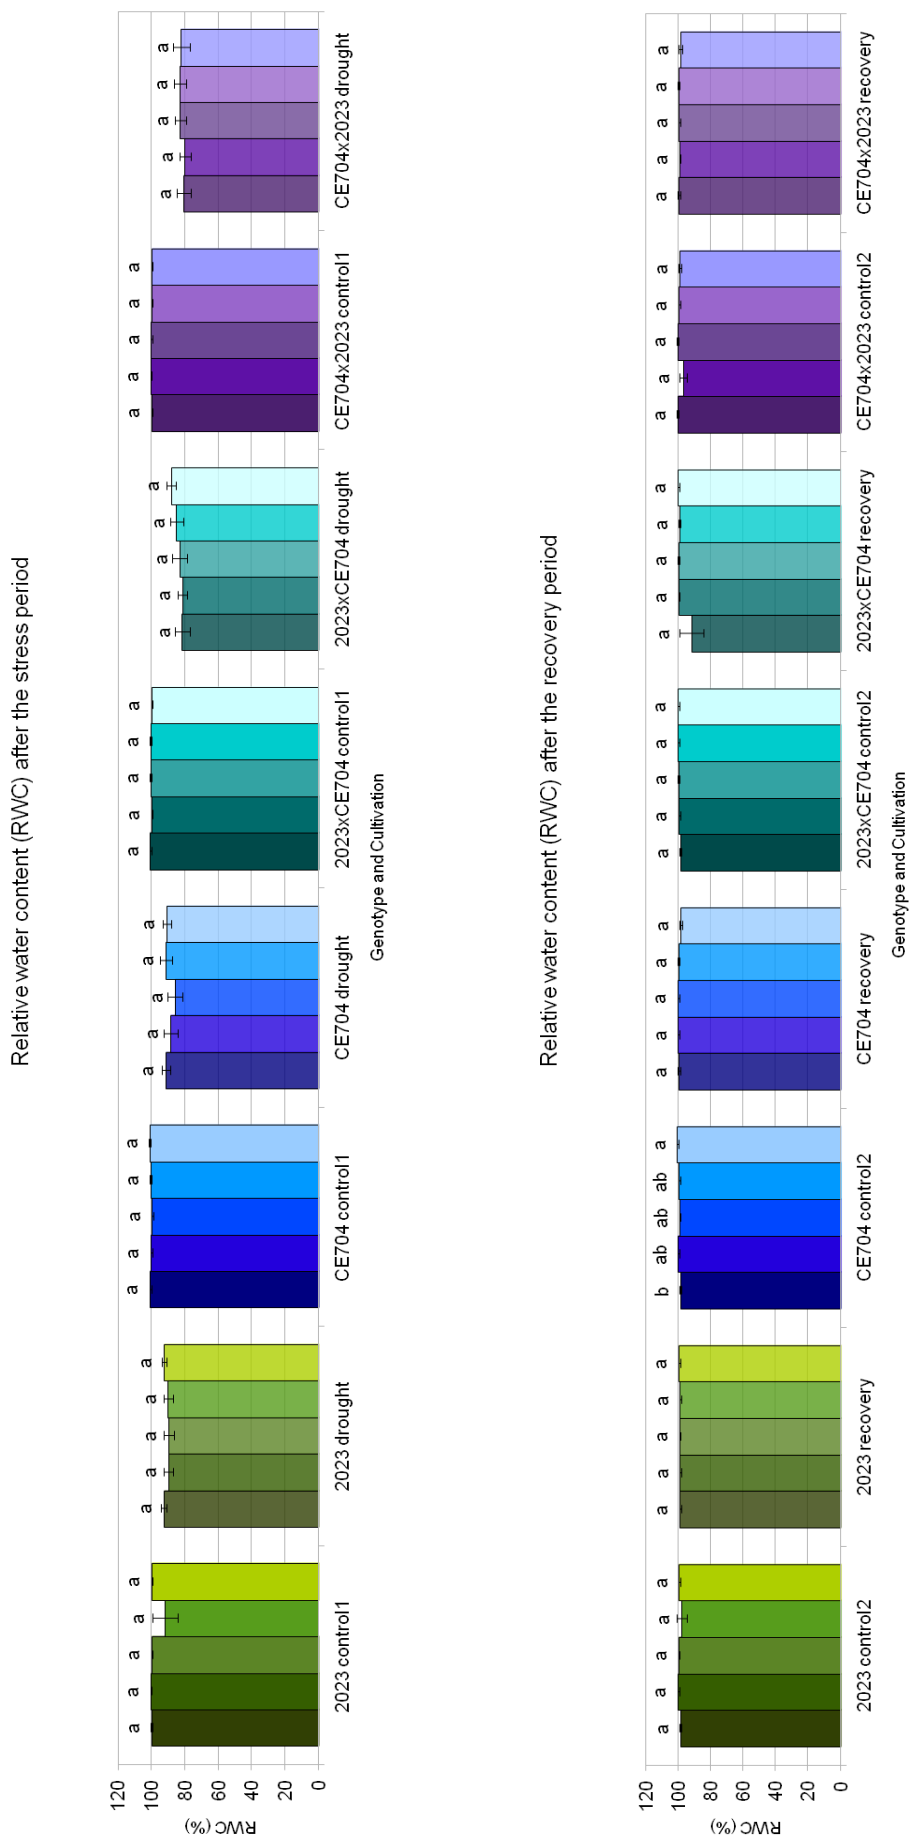 Relative water content (RWC) after the stress period
RWC (%)
120
100
80
60
40
20
0
a a a a a
a a a a a
a a a a a
a a a a a
a a a a a
a a a a a
a a a a a
a a a a a
2023 control1
2023 drought
CE704 control1
CE704 drought
2023xCE704 control1
2023xCE704 drought
CE704x2023 control1
CE704x2023 drought
Genotype and Cultivation
Relative water content (RWC) after the recovery period
RWC (%)
120
100
80
60
40
20
0
a a a a a
a a a a a
b ab ab ab a
a a a a a
a a a a a
a a a a a
a a a a a
a a a a a
2023 control2
2023 recovery
CE704 control2
CE704 recovery
2023xCE704 control2
2023xCE704 recovery
CE704x2023 control2
CE704x2023 recovery
Genotype and Cultivation